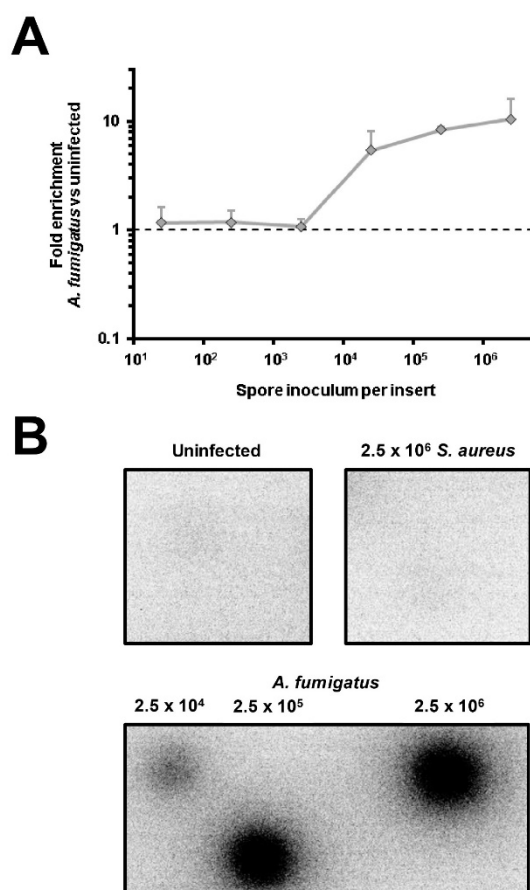 A
Fold enrichment
A. fumigatus vs uninfected
10
1
0.1
10¹ 10² 10³ 10⁴ 10⁵ 10⁶
Spore inoculum per insert
B
Uninfected 2.5 x 10⁶ S. aureus
A. fumigatus
2.5 x 10⁴ 2.5 x 10⁵ 2.5 x 10⁶